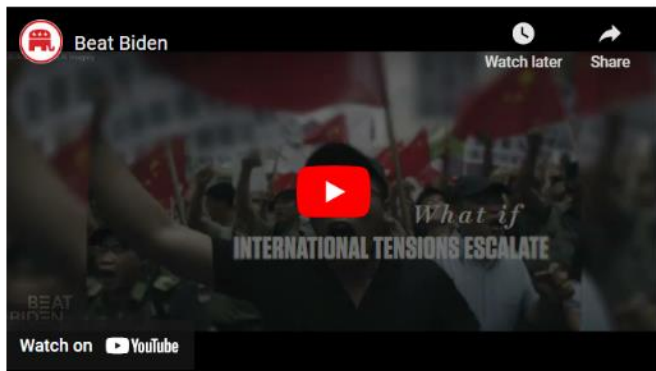 Beat Biden
Watch later
Share
What if
INTERNATIONAL TENSIONS ESCALATE
BEAT
BIDEN
Watch on YouTube